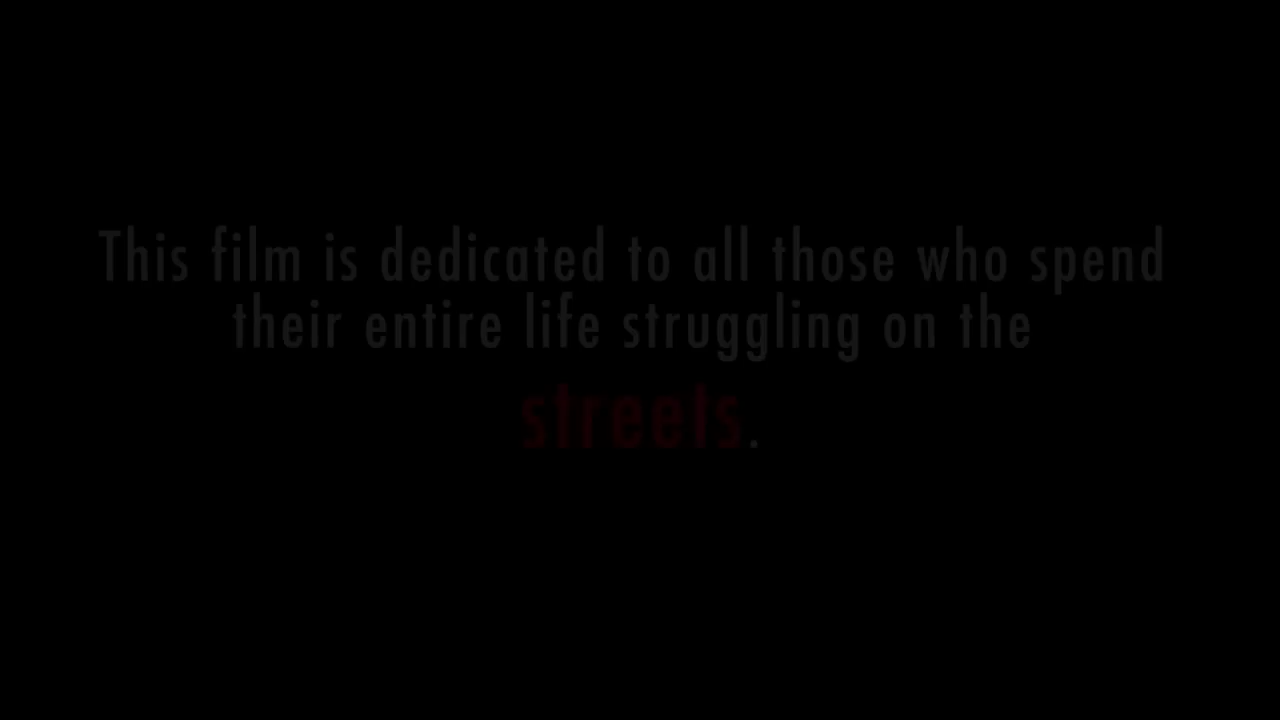 This film is dedicated to all those who spend
their entire life struggling on the
streets.